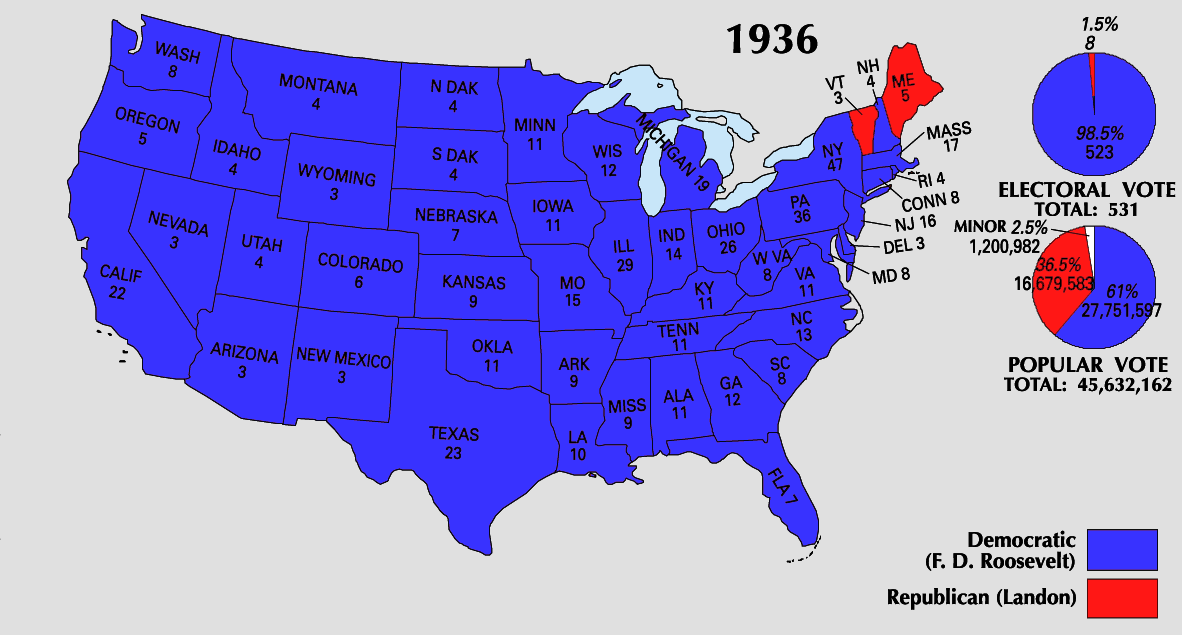 1936
WASH
8
OREGON
5
IDAHO
4
MONTANA
4
WYOMING
3
NEVADA
3
UTAH
4
COLORADO
6
CALIF
22
ARIZONA
3
NEW MEXICO
3
N DAK
4
S DAK
4
NEBRASKA
7
KANSAS
9
OKLA
11
TEXAS
23
MINN
11
IOWA
11
MO
15
ARK
9
LA
10
WIS
12
ILL
29
MICHIGAN 19
IND
14
OHIO
26
KY
11
TENN
11
MISS
9
ALA
11
GA
12
FLA 7
SC
8
NC
13
VA
11
W VA
8
PA
36
NY
47
VT
3
NH
4
ME
5
MASS
17
RI 4
CONN 8
NJ 16
DEL 3
MD 8
1.5%
8
98.5%
523
ELECTORAL VOTE
TOTAL: 531
MINOR 2.5%
1,200,982
36.5%
16,679,583
61%
27,751,597
POPULAR VOTE
TOTAL: 45,632,162
Democratic
(F. D. Roosevelt)
Republican (Landon)